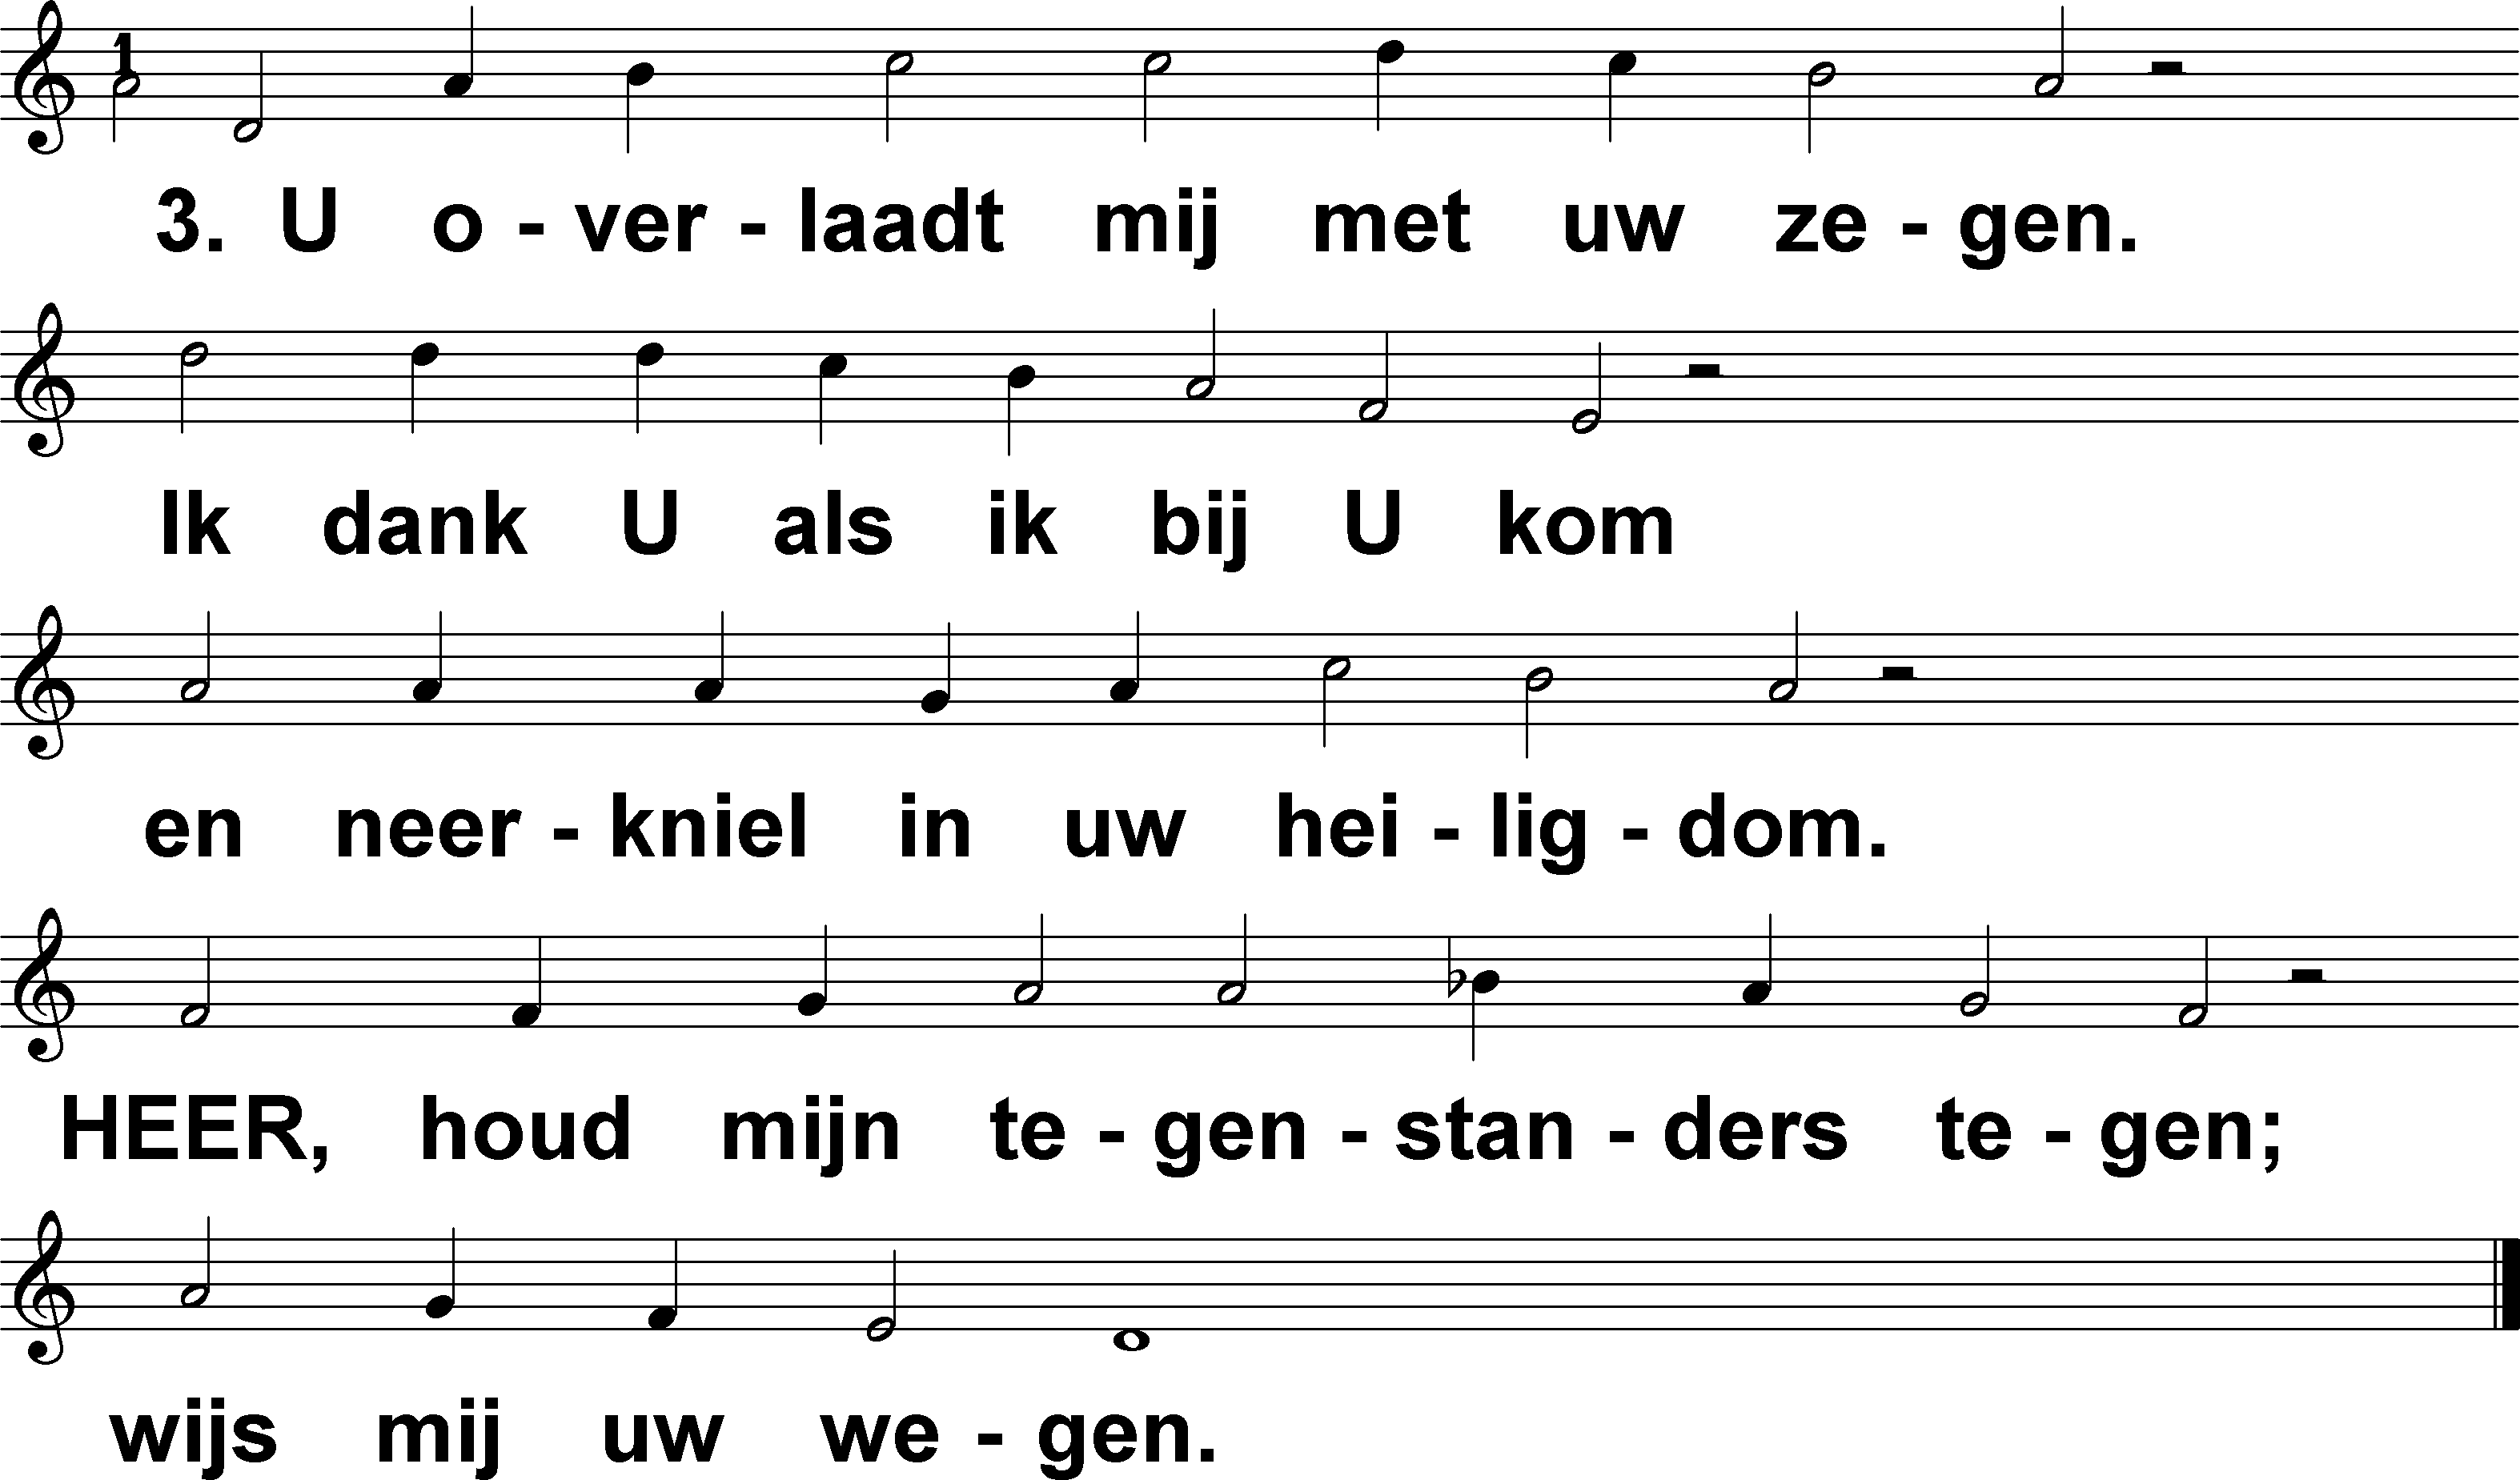 1
3. U o - ver - laadt mij met uw ze - gen.
Ik dank U als ik bij U kom
en neer - kniel in uw hei - lig - dom.
HEER, houd mijn te - gen - stan - ders te - gen;
wijs mij uw we - gen.